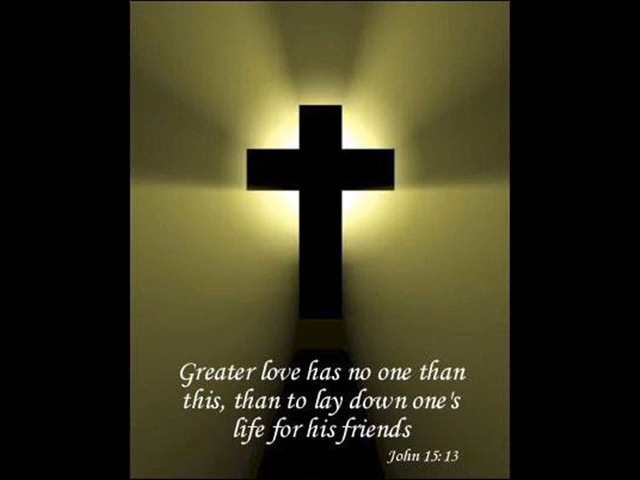 Greater love has no one than
this, than to lay down one's
life for his friends
John 15:13